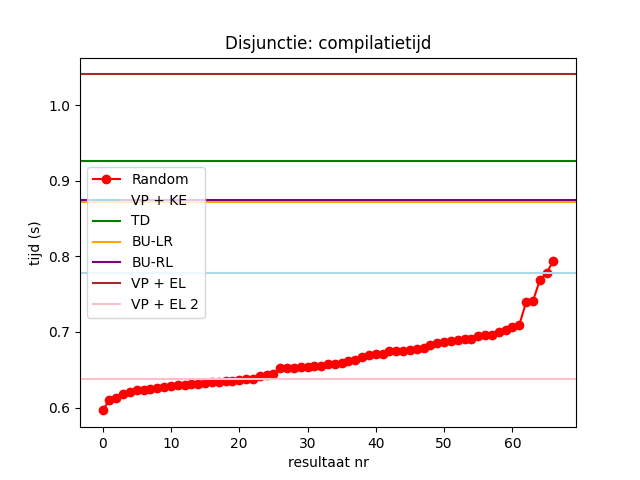 Disjunctie: compilatietijd
tijd (s)
1.0
0.9
0.8
0.7
0.6
Random
VP + KE
TD
BU-LR
BU-RL
VP + EL
VP + EL 2
0 10 20 30 40 50 60
resultaat nr